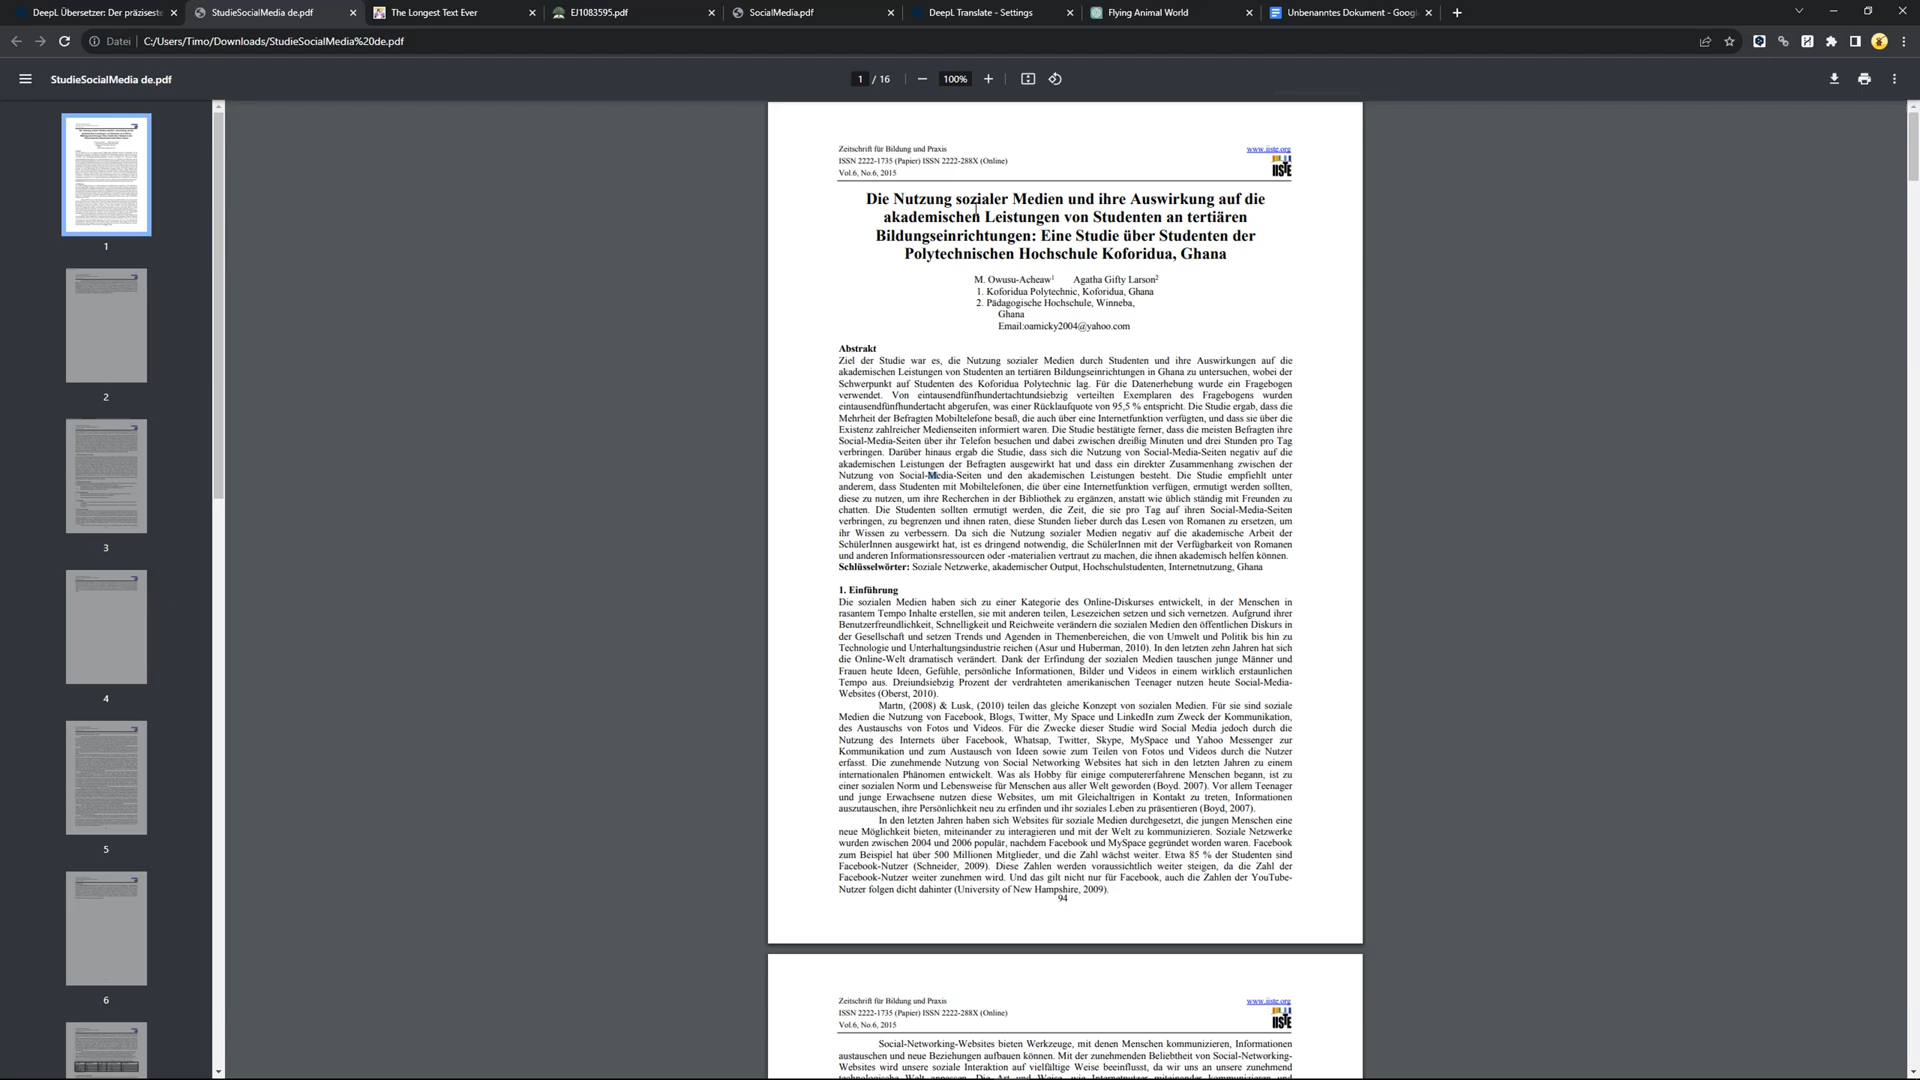 DeepL Übersetzer: Der präzisest
StudieSocialMedia de.pdf
The Longest Text Ever
EJ1083595.pdf
SocialMedia.pdf
DeepL Translate - Settings
Flying Animal World
Unbenanntes Dokument - Goog
Datei
C:/Users/Timo/Downloads/StudieSocialMedia%20de.pdf
StudieSocialMedia de.pdf
1 / 16
100%
1
2
3
4
5
6
Zeitschrift für Bildung und Praxis
www.iiste.org
ISSN 2222-1735 (Papier) ISSN 2222-288X (Online)
Vol.6, No.6, 2015
IISTE
Die Nutzung sozialer Medien und ihre Auswirkung auf die
akademischen Leistungen von Studenten an tertiären
Bildungseinrichtungen: Eine Studie über Studenten der
Polytechnischen Hochschule Koforidua, Ghana
M. Owusu-Acheaw1 Agatha Gifty Larson2
1. Koforidua Polytechnic, Koforidua, Ghana
2. Pädagogische Hochschule, Winneba,
Ghana
Email:oamicky2004@yahoo.com
Abstrakt
Ziel der Studie war es, die Nutzung sozialer Medien durch Studenten und ihre Auswirkungen auf die
akademischen Leistungen von Studenten an tertiären Bildungseinrichtungen in Ghana zu untersuchen, wobei der
Schwerpunkt auf Studenten des Koforidua Polytechnic lag. Für die Datenerhebung wurde ein Fragebogen
verwendet. Von eintausendfünfhundertachtundsiebzig verteilten Exemplaren des Fragebogens wurden
eintausendfünfhundertacht abgerufen, was einer Rücklaufquote von 95,5 % entspricht. Die Studie ergab, dass die
Mehrheit der Befragten Mobiltelefone besaß, die auch über eine Internetfunktion verfügten, und dass sie über die
Existenz zahlreicher Medienseiten informiert waren. Die Studie bestätigte ferner, dass die meisten Befragten ihre
Social-Media-Seiten über ihr Telefon besuchen und dabei zwischen dreißig Minuten und drei Stunden pro Tag
verbringen. Darüber hinaus ergab die Studie, dass sich die Nutzung von Social-Media-Seiten negativ auf die
akademischen Leistungen der Befragten ausgewirkt hat und dass ein direkter Zusammenhang zwischen der
Nutzung von Social-Media-Seiten und den akademischen Leistungen besteht. Die Studie empfiehlt unter
anderem, dass Studenten mit Mobiltelefonen, die über eine Internetfunktion verfügen, ermutigt werden sollten,
diese zu nutzen, um ihre Recherchen in der Bibliothek zu ergänzen, anstatt wie üblich ständig mit Freunden zu
chatten. Die Studenten sollten ermutigt werden, die Zeit, die sie pro Tag auf ihren Social-Media-Seiten
verbringen, zu begrenzen und ihnen raten, diese Stunden lieber durch das Lesen von Romanen zu ersetzen, um
ihr Wissen zu verbessern. Da sich die Nutzung sozialer Medien negativ auf die akademische Arbeit der
SchülerInnen ausgewirkt hat, ist es dringend notwendig, die SchülerInnen mit der Verfügbarkeit von Romanen
und anderen Informationsressourcen oder -materialien vertraut zu machen, die ihnen akademisch helfen können.
Schlüsselwörter: Soziale Netzwerke, akademischer Output, Hochschulstudenten, Internetnutzung, Ghana
1. Einführung
Die sozialen Medien haben sich zu einer Kategorie des Online-Diskurses entwickelt, in der Menschen in
rasantem Tempo Inhalte erstellen, sie mit anderen teilen, Lesezeichen setzen und sich vernetzen. Aufgrund ihrer
Benutzerfreundlichkeit, Schnelligkeit und Reichweite verändern die sozialen Medien den öffentlichen Diskurs in
der Gesellschaft und setzen Trends und Agenden in Themenbereichen, die von Umwelt und Politik bis hin zu
Technologie und Unterhaltungsindustrie reichen (Asur und Huberman, 2010). In den letzten zehn Jahren hat sich
die Online-Welt dramatisch verändert. Dank der Erfindung der sozialen Medien tauschen junge Männer und
Frauen heute Ideen, Gefühle, persönliche Informationen, Bilder und Videos in einem wirklich erstaunlichen
Tempo aus. Dreiundsiebzig Prozent der verdrahteten amerikanischen Teenager nutzen heute Social-Media-
Websites (Oberst, 2010).
Martn, (2008) & Lusk, (2010) teilen das gleiche Konzept von sozialen Medien. Für sie sind soziale
Medien die Nutzung von Facebook, Blogs, Twitter, My Space und LinkedIn zum Zweck der Kommunikation,
des Austauschs von Fotos und Videos. Für die Zwecke dieser Studie wird Social Media jedoch durch die
Nutzung des Internets über Facebook, Whatsap, Twitter, Skype, MySpace und Yahoo Messenger zur
Kommunikation und zum Austausch von Ideen sowie zum Teilen von Fotos und Videos durch die Nutzer
erfasst. Die zunehmende Nutzung von Social Networking Websites hat sich in den letzten Jahren zu einem
internationalen Phänomen entwickelt. Was als Hobby für einige computererfahrene Menschen begann, ist zu
einer sozialen Norm und Lebensweise für Menschen aus aller Welt geworden (Boyd. 2007). Vor allem Teenager
und junge Erwachsene nutzen diese Websites, um mit Gleichaltrigen in Kontakt zu treten, Informationen
auszutauschen, ihre Persönlichkeit neu zu erfinden und ihr soziales Leben zu präsentieren (Boyd, 2007).
In den letzten Jahren haben sich Websites für soziale Medien durchgesetzt, die jungen Menschen eine
neue Möglichkeit bieten, miteinander zu interagieren und mit der Welt zu kommunizieren. Soziale Netzwerke
wurden zwischen 2004 und 2006 populär, nachdem Facebook und MySpace gegründet worden waren. Facebook
zum Beispiel hat über 500 Millionen Mitglieder, und die Zahl wächst weiter. Etwa 85 % der Studenten sind
Facebook-Nutzer (Schneider, 2009). Diese Zahlen werden voraussichtlich weiter steigen, da die Zahl der
Facebook-Nutzer weiter zunehmen wird. Und das gilt nicht nur für Facebook, auch die Zahlen der YouTube-
Nutzer folgen dicht dahinter (University of New Hampshire, 2009).
94
Zeitschrift für Bildung und Praxis
www.iiste.org
ISSN 2222-1735 (Papier) ISSN 2222-288X (Online)
Vol.6, No.6, 2015
IISTE
Social-Networking-Websites bieten Werkzeuge, mit denen Menschen kommunizieren, Informationen
austauschen und neue Beziehungen aufbauen können. Mit der zunehmenden Beliebtheit von Social-Networking-
Websites wird unsere soziale Interaktion auf vielfältige Weise beeinflusst, da wir uns an unsere zunehmend